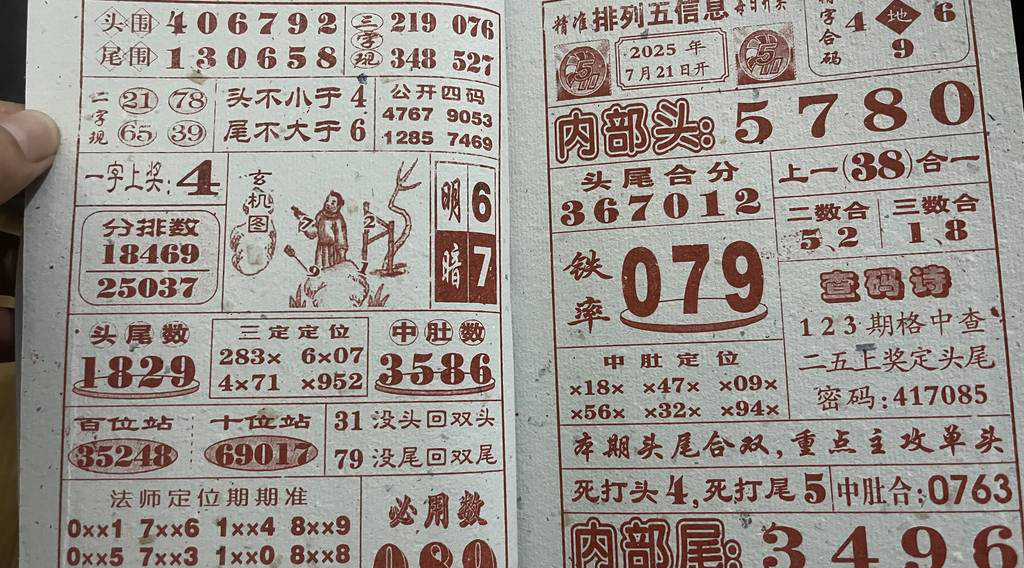 头围 406792
尾围 130658
三字现
219 076
348 527
二字现
21 78
65 39
头不小于4
尾不大于6
公开四码
4767 9053
1285 7469
一字上奖:4
分排数
18469
25037
玄机图
2
明 6
暗 7
头尾数
1829
三定定位
283× 6×07
4×71 ×952
中肚数
3586
百位站
35248
十位站
69017
31 没头回双头
79 没尾回双尾
法师定位期期准
0××1 7××6 1××4 8××9
0××5 7××3 1××0 8××8
必用数
精准排列五信息 每日开奖
2025年
7月21日开
5 00
5 00
字合码
4 地 6
9
内部头:5780
头尾合分
367012
上一(38)合一
二数合
5、2
三数合
1、8
铁率
079
查码诗
123期格中查
二五上奖定头尾
密码:417085
中肚定位
×18× ×47× ×09×
×56× ×32× ×94×
本期头尾合双,重点主攻单头
死打头4,死打尾5
中肚合:0763
内部尾:3496